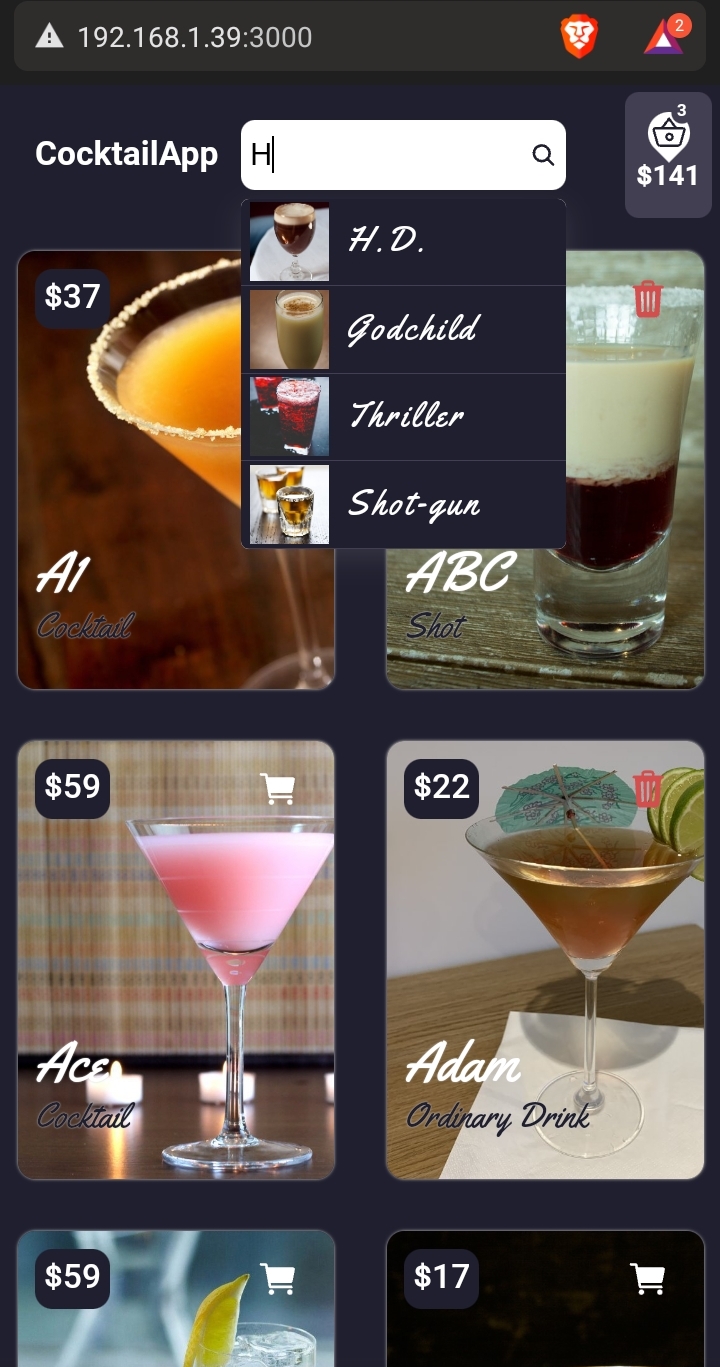 192.168.1.39:3000
2
CocktailApp
H
3
$141
H.D.
Godchild
Thriller
Shot-gun
$37
A1
Cocktail
ABC
Shot
$59
Ace
Cocktail
$22
Adam
Ordinary Drink
$59
$17